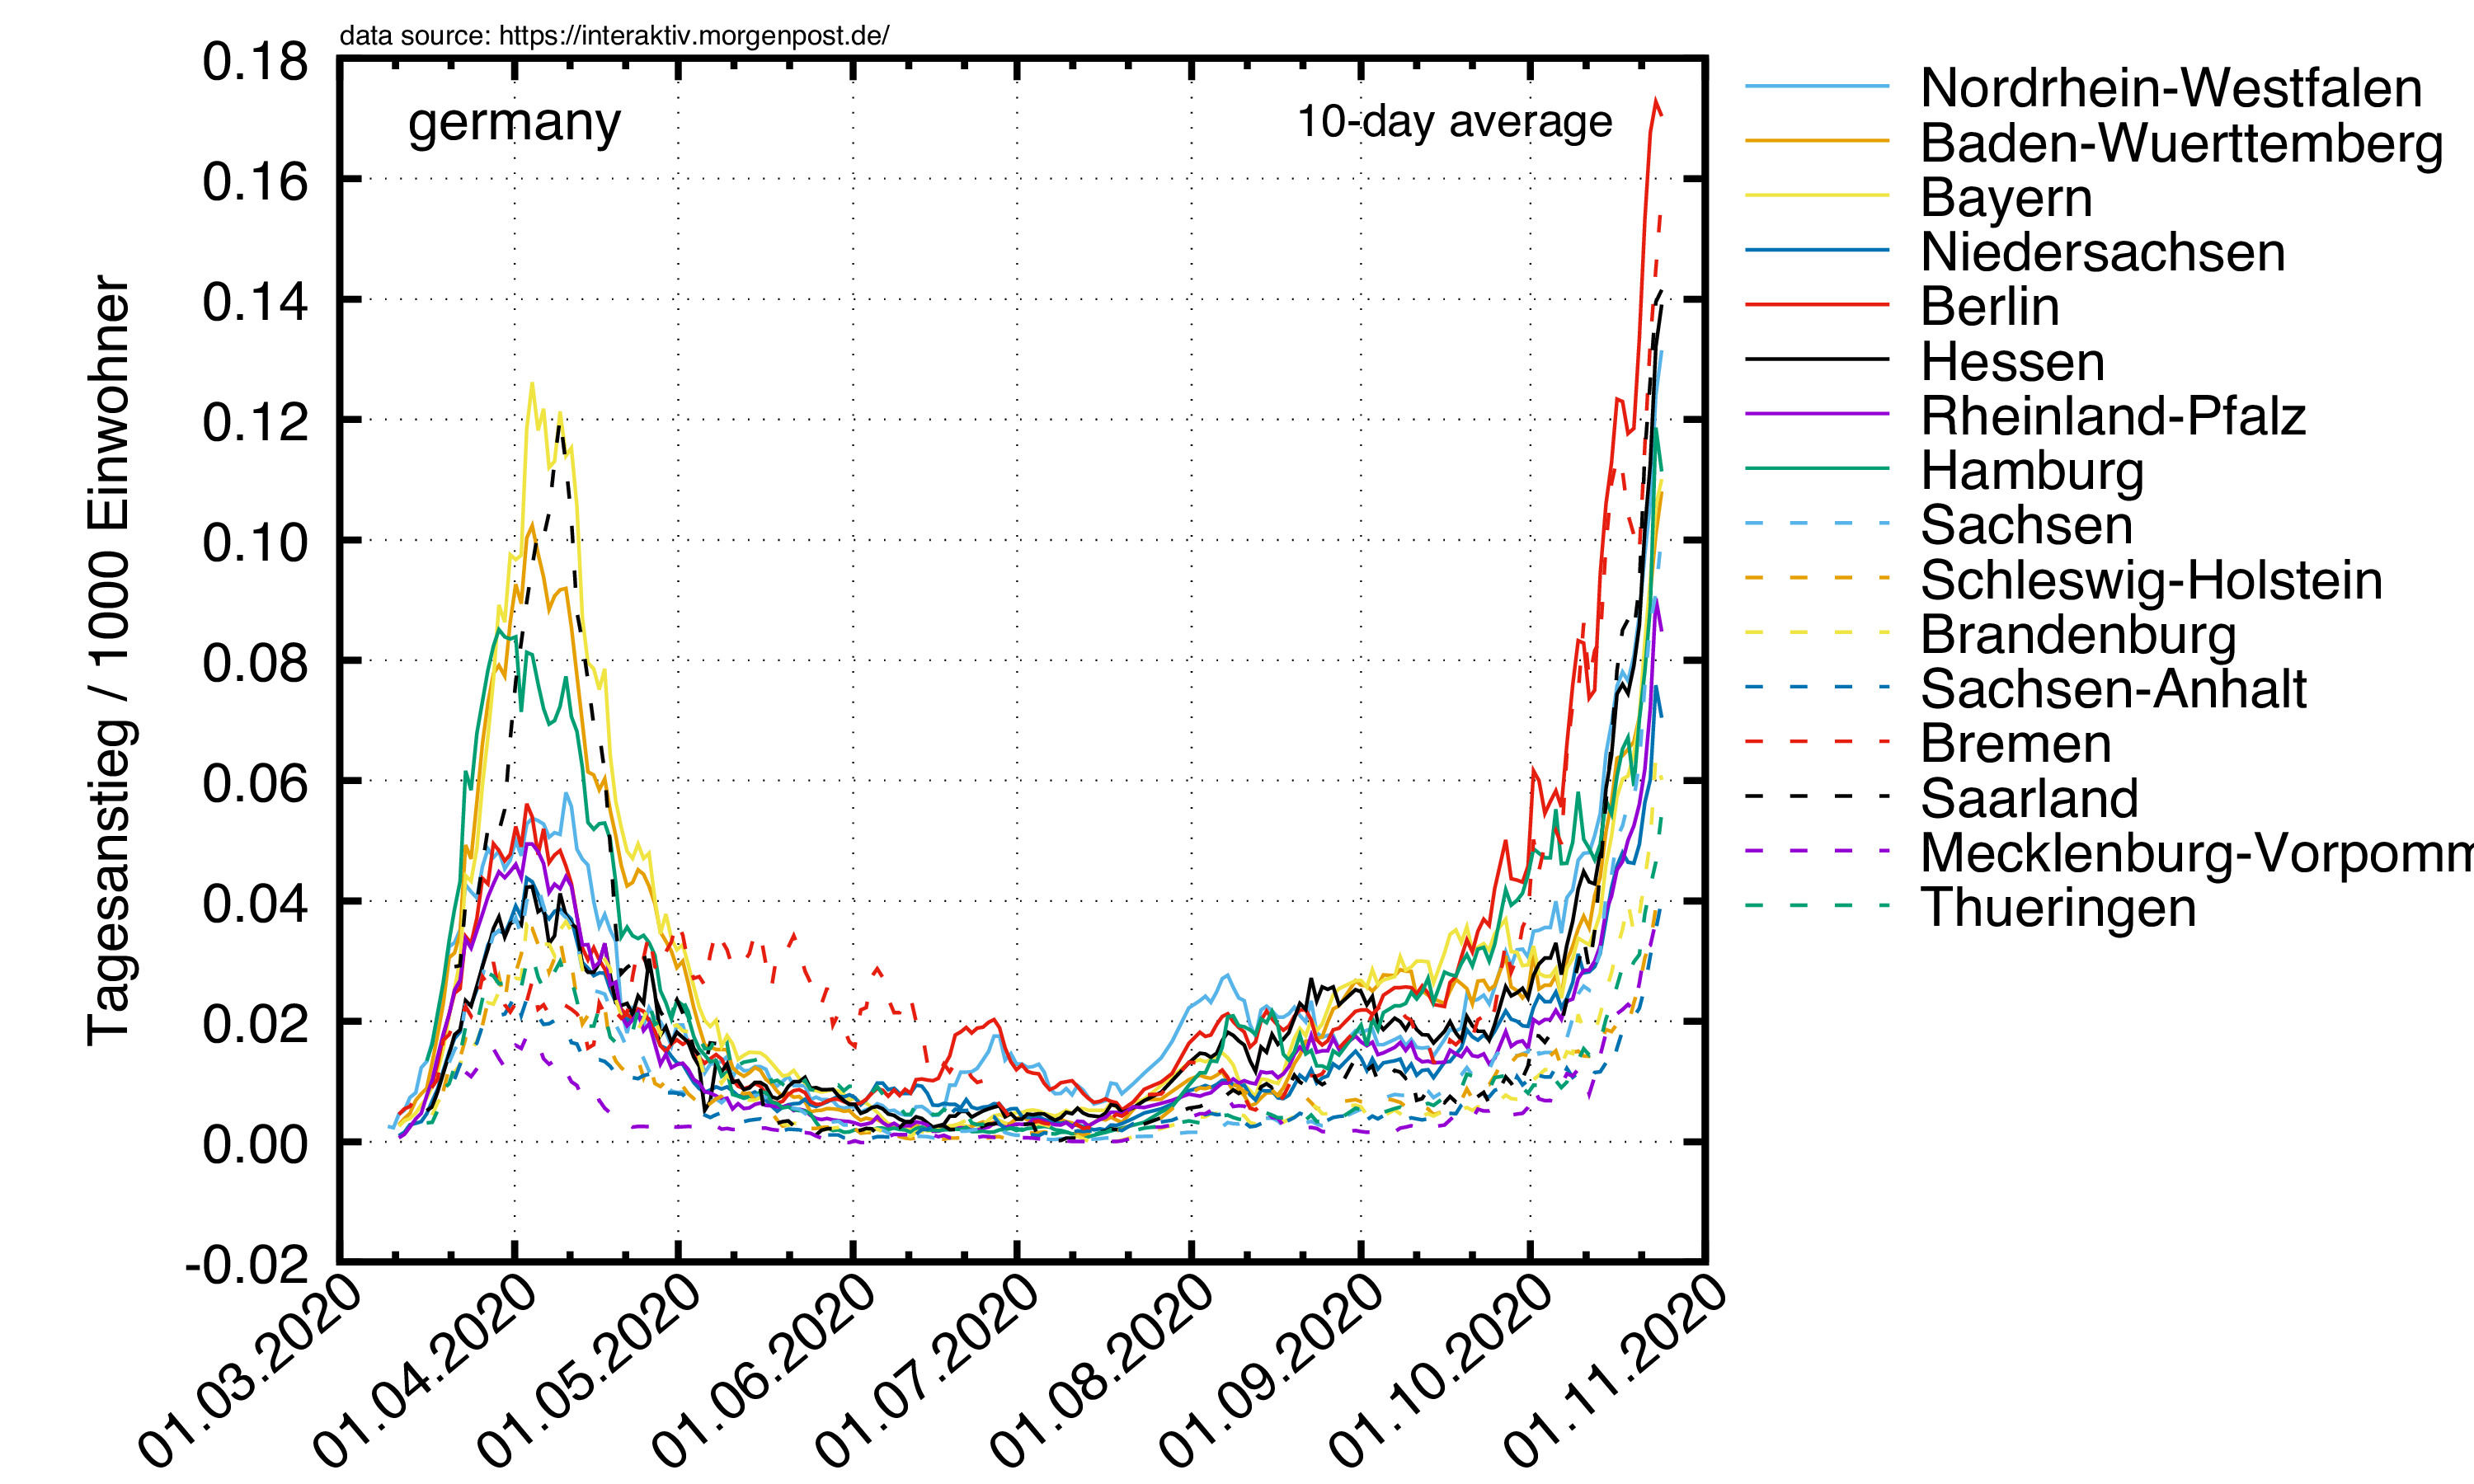 data source: https://interaktiv.morgenpost.de/
germany
10-day average
Tagesanstieg / 1000 Einwohner
0.18
0.16
0.14
0.12
0.10
0.08
0.06
0.04
0.02
0.00
-0.02
01.03.2020
01.04.2020
01.05.2020
01.06.2020
01.07.2020
01.08.2020
01.09.2020
01.10.2020
01.11.2020
Nordrhein-Westfalen
Baden-Wuerttemberg
Bayern
Niedersachsen
Berlin
Hessen
Rheinland-Pfalz
Hamburg
Sachsen
Schleswig-Holstein
Brandenburg
Sachsen-Anhalt
Bremen
Saarland
Mecklenburg-Vorpomm
Thueringen